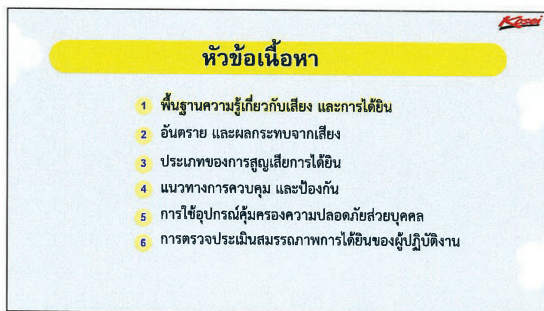 Kosei
หัวข้อเนื้อหา
1 พื้นฐานความรู้เกี่ยวกับเสียง และการได้ยิน
2 อันตราย และผลกระทบจากเสียง
3 ประเภทของการสูญเสียการได้ยิน
4 แนวทางการควบคุม และป้องกัน
5 การใช้อุปกรณ์คุ้มครองความปลอดภัยส่วยบุคคล
6 การตรวจประเมินสมรรถภาพการได้ยินของผู้ปฏิบัติงาน